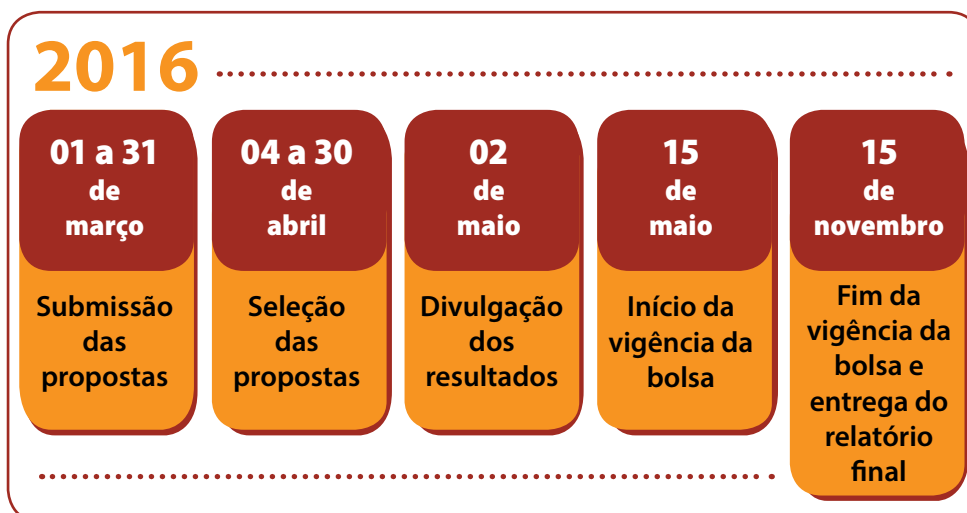 2016
01 a 31
de
março
Submissão
das
propostas
04 a 30
de
abril
Seleção
das
propostas
02
de
maio
Divulgação
dos
resultados
15
de
maio
Início da
vigência da
bolsa
15
de
novembro
Fim da
vigência da
bolsa e
entrega do
relatório
final